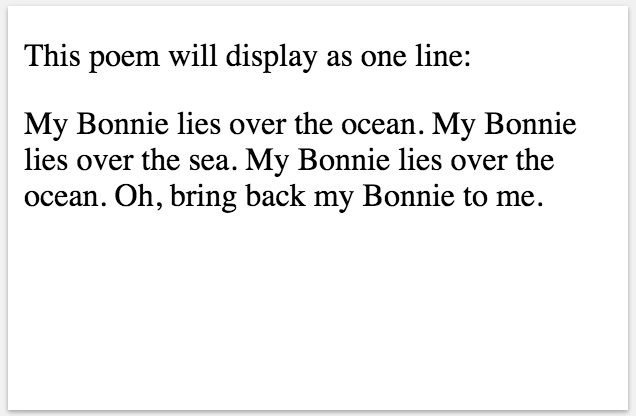 This poem will display as one line:
My Bonnie lies over the ocean. My Bonnie
lies over the sea. My Bonnie lies over the
ocean. Oh, bring back my Bonnie to me.